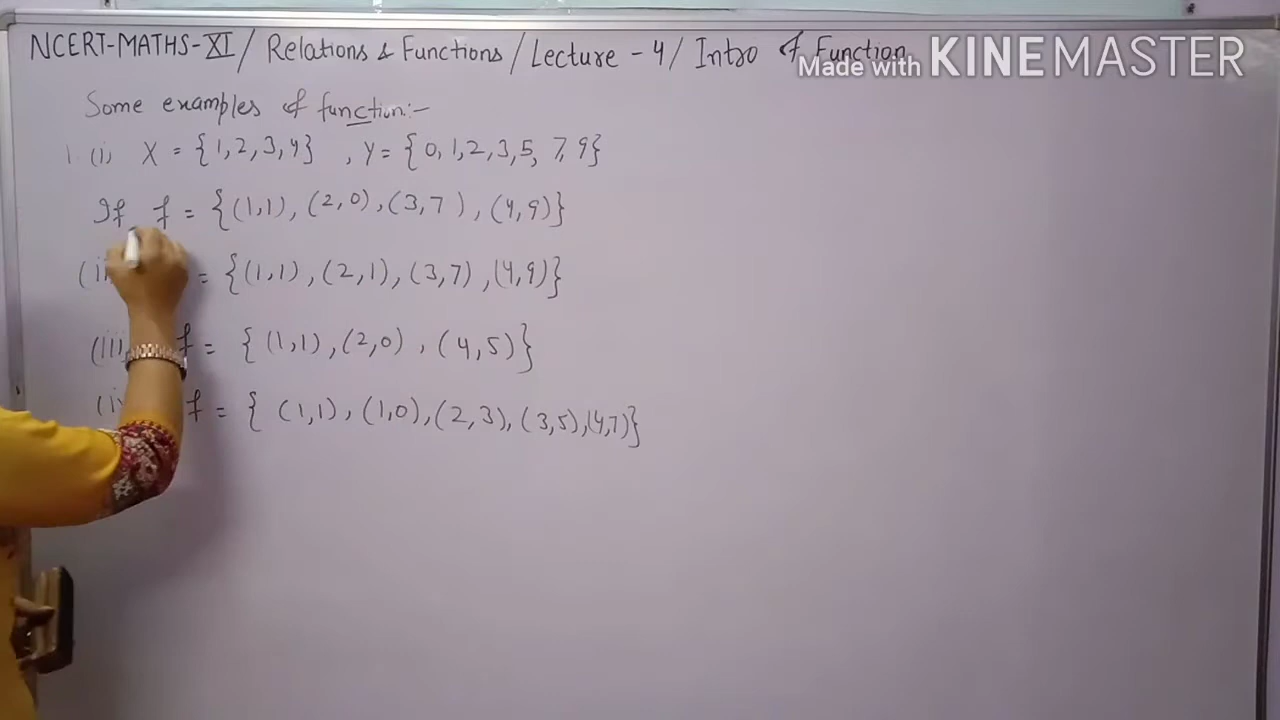 NCERT-MATHS-XI / Relations & Functions / Lecture - 4 / Intro of Function
Made with KINEMASTER
Some examples of function:-
1. (i) X = {1,2,3,4} , Y = {0,1,2,3,5,7,9}
If f = {(1,1), (2,0), (3,7), (4,9)}
= {(1,1), (2,1), (3,7), (4,9)}
(iii) f = {(1,1), (2,0), (4,5)}
f = {(1,1), (1,0), (2,3), (3,5), (4,7)}